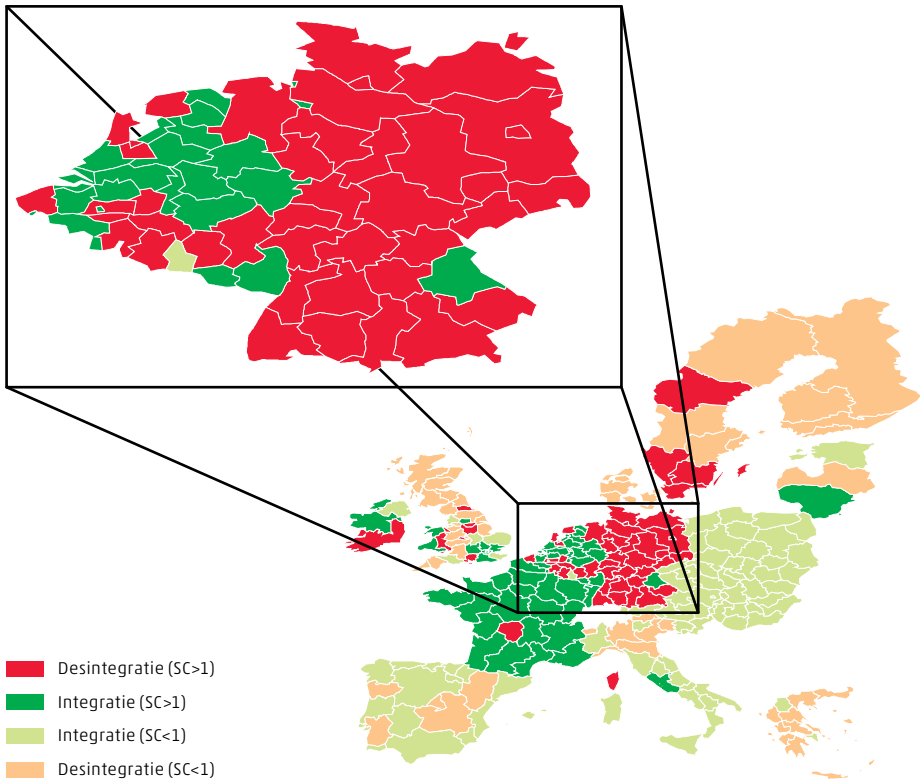 Desintegratie (SC>1)
Integratie (SC>1)
Integratie (SC<1)
Desintegratie (SC<1)